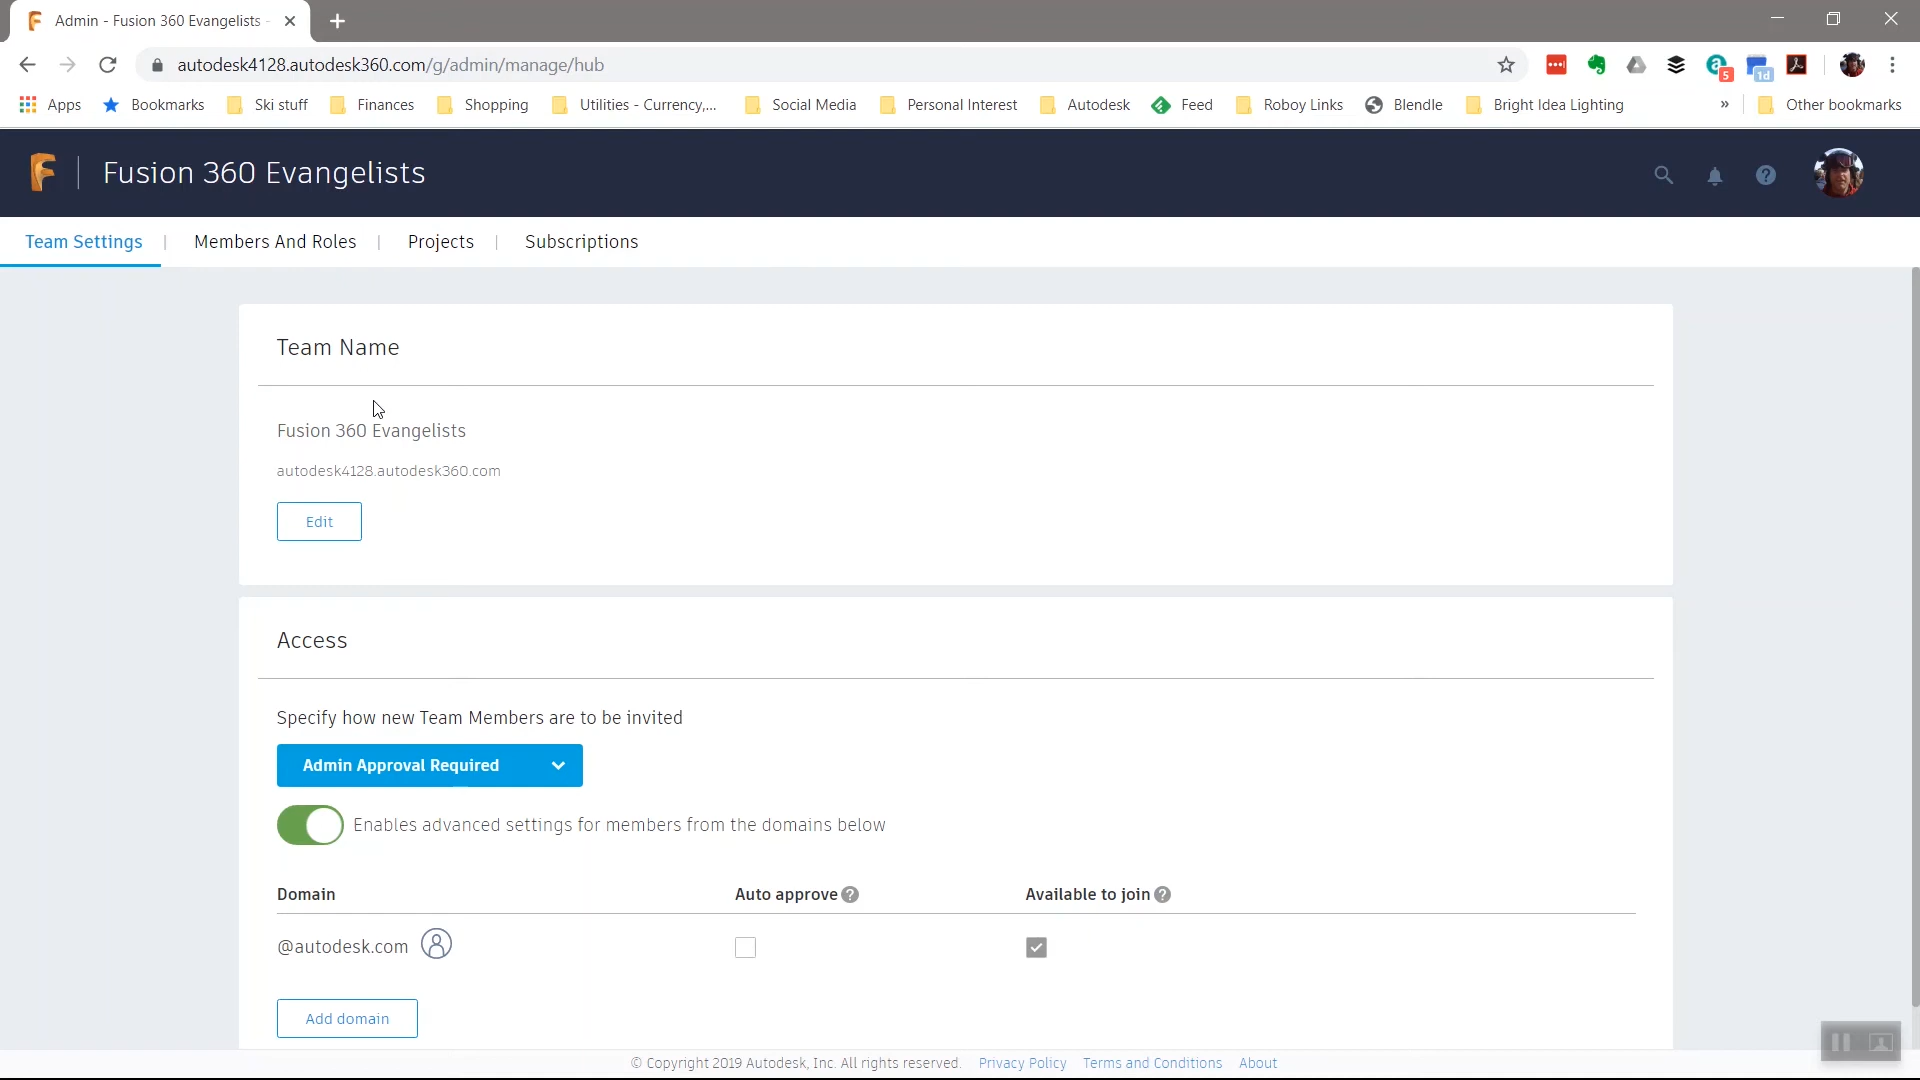 Admin - Fusion 360 Evangelists -
autodesk4128.autodesk360.com/g/admin/manage/hub
5
1d
Apps
Bookmarks
Ski stuff
Finances
Shopping
Utilities - Currency,...
Social Media
Personal Interest
Autodesk
Feed
Roboy Links
Blendle
Bright Idea Lighting
»
Other bookmarks
Fusion 360 Evangelists
Team Settings | Members And Roles | Projects | Subscriptions
Team Name
Fusion 360 Evangelists
autodesk4128.autodesk360.com
Edit
Access
Specify how new Team Members are to be invited
Admin Approval Required
Enables advanced settings for members from the domains below
Domain Auto approve ? Available to join ?
@autodesk.com
Add domain
© Copyright 2019 Autodesk, Inc. All rights reserved. Privacy Policy Terms and Conditions About